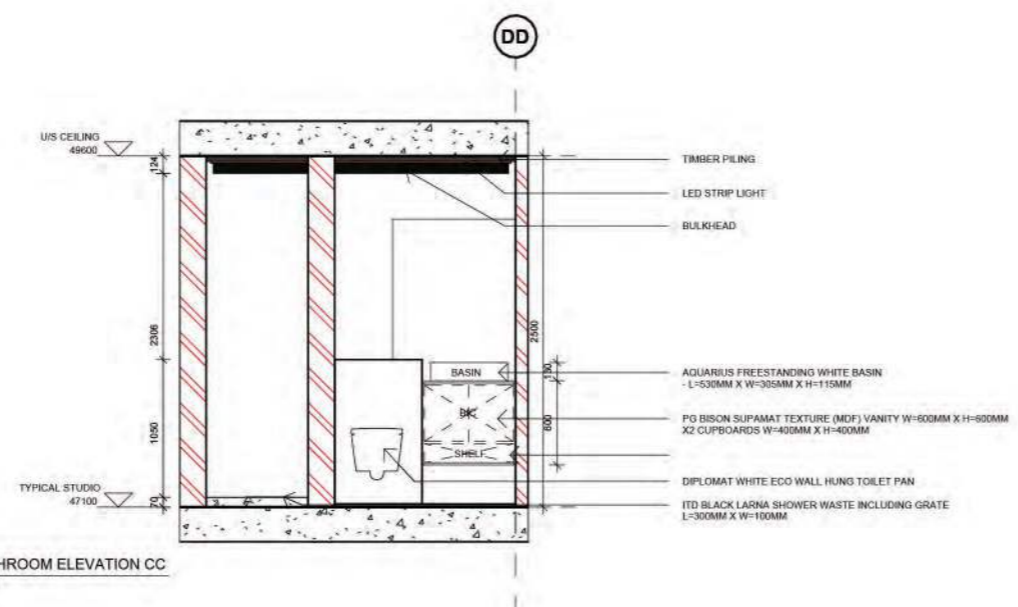 DD
U/S CEILING
49600
124
TIMBER PILING
LED STRIP LIGHT
BULKHEAD
2306
2500
BASIN
130
AQUARIUS FREESTANDING WHITE BASIN
- L=530MM X W=305MM X H=115MM
600
PG BISON SUPAMAT TEXTURE (MDF) VANITY W=600MM X H=600MM
X2 CUPBOARDS W=400MM X H=400MM
1050
SHELF
DIPLOMAT WHITE ECO WALL HUNG TOILET PAN
TYPICAL STUDIO
47100
70
ITD BLACK LARNA SHOWER WASTE INCLUDING GRATE
L=300MM X W=100MM
HROOM ELEVATION CC